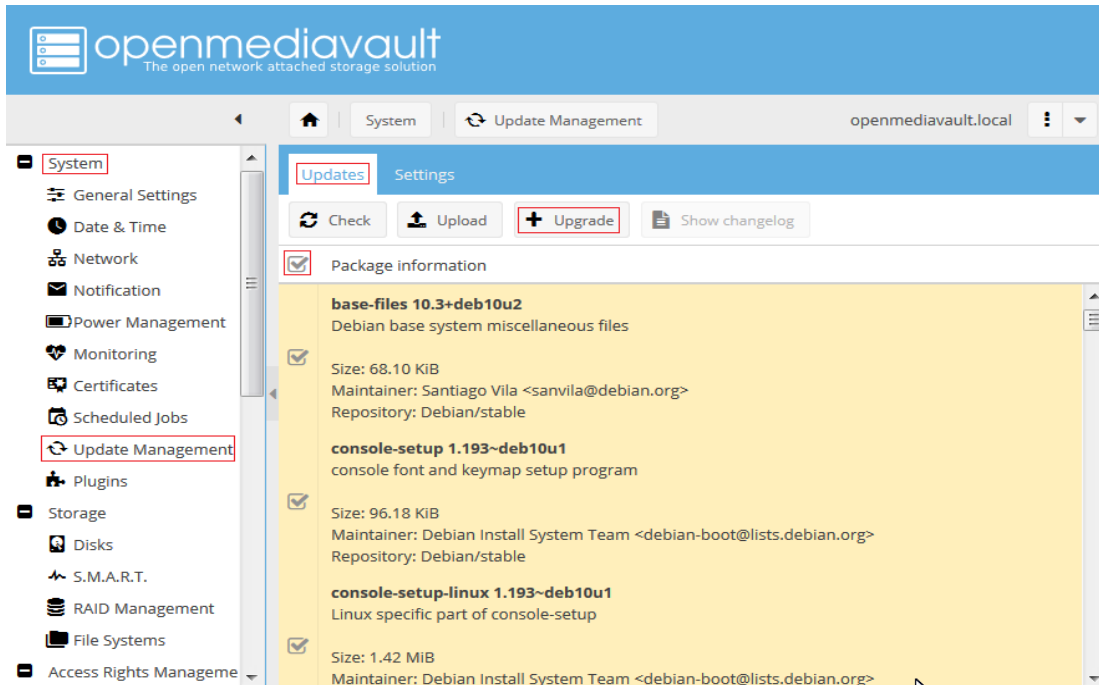 openmediavault
The open network attached storage solution
System
Update Management
openmediavault.local
System
General Settings
Date & Time
Network
Notification
Power Management
Monitoring
Certificates
Scheduled Jobs
Update Management
Plugins
Storage
Disks
S.M.A.R.T.
RAID Management
File Systems
Access Rights Manageme
Updates Settings
Check Upload Upgrade Show changelog
Package information
base-files 10.3+deb10u2
Debian base system miscellaneous files
Size: 68.10 KiB
Maintainer: Santiago Vila <sanvila@debian.org>
Repository: Debian/stable
console-setup 1.193~deb10u1
console font and keymap setup program
Size: 96.18 KiB
Maintainer: Debian Install System Team <debian-boot@lists.debian.org>
Repository: Debian/stable
console-setup-linux 1.193~deb10u1
Linux specific part of console-setup
Size: 1.42 MiB
Maintainer: Debian Install System Team <debian-boot@lists.debian.org>